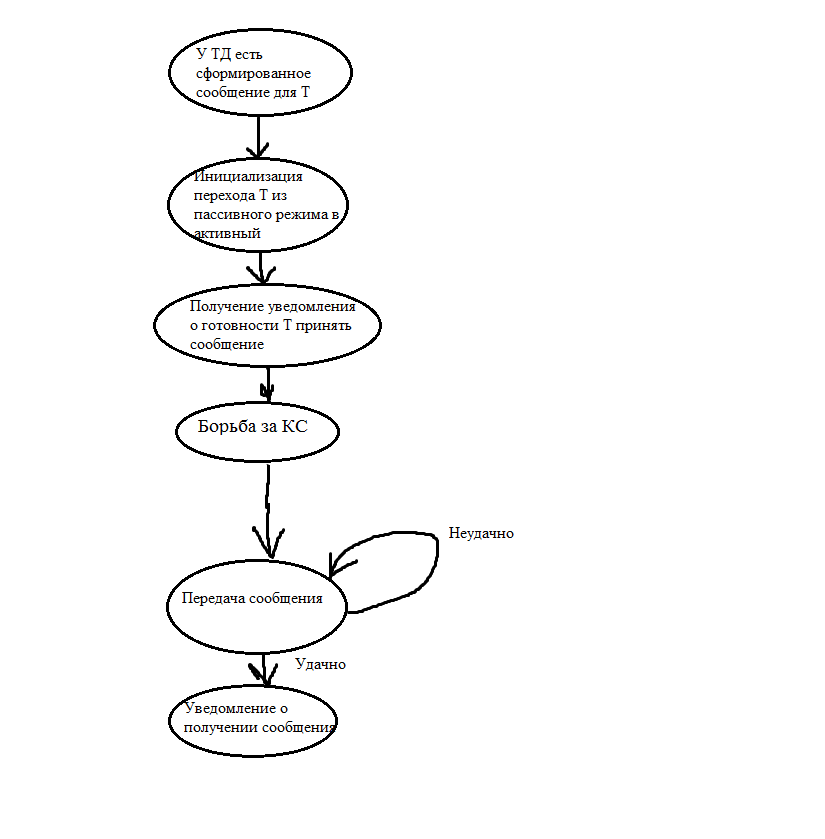 У ТД есть
сформированное
сообщение для Т
Инициализация
перехода Т из
пассивного режима в
активный
Получение уведомления
о готовности Т принять
сообщение
Борьба за КС
Неудачно
Передача сообщения
Удачно
Уведомление о
получении сообщения